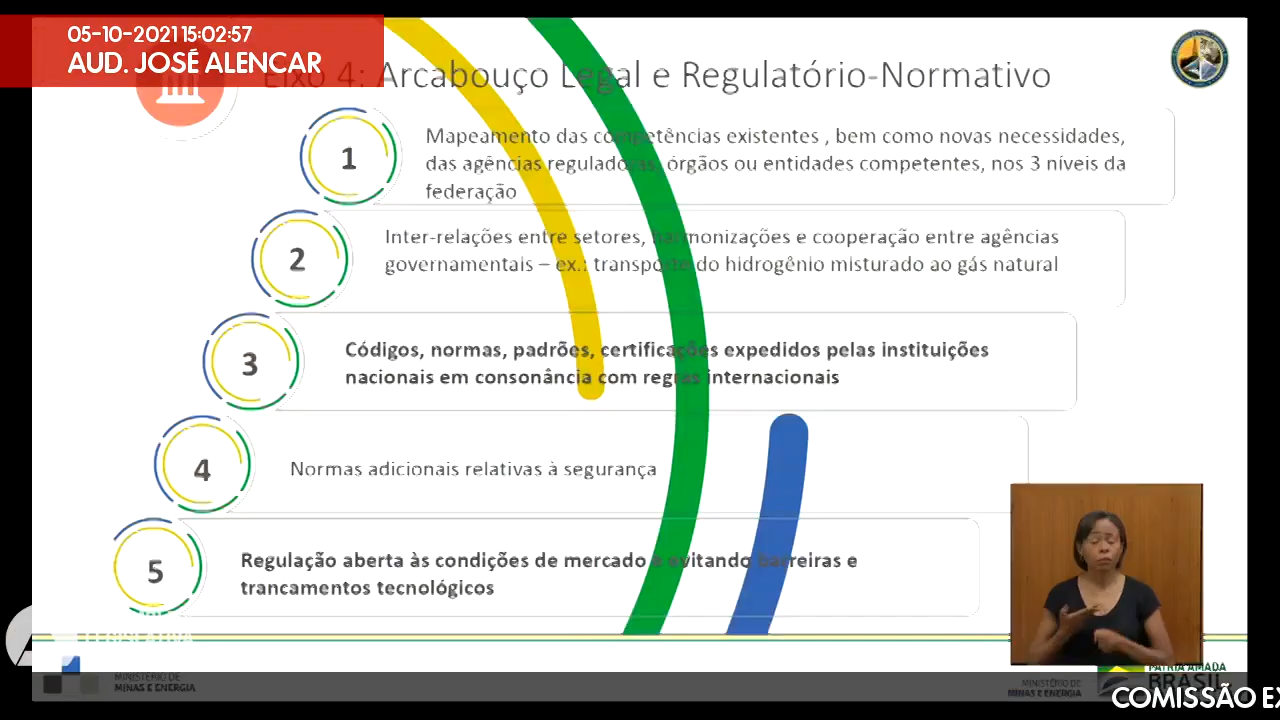 05-10-2021 15:02:57
AUD. JOSÉ ALENCAR
Eixo 4: Arcabouço Legal e Regulatório-Normativo
1
Mapeamento das competências existentes , bem como novas necessidades,
das agências reguladoras, órgãos ou entidades competentes, nos 3 níveis da
federação
2
Inter-relações entre setores, harmonizações e cooperação entre agências
governamentais – ex.: transporte do hidrogênio misturado ao gás natural
3
Códigos, normas, padrões, certificações expedidos pelas instituições
nacionais em consonância com regras internacionais
4
Normas adicionais relativas à segurança
5
Regulação aberta às condições de mercado e evitando barreiras e
trancamentos tecnológicos
MINISTÉRIO DE
MINAS E ENERGIA
MINISTÉRIO DE
MINAS E ENERGIA
PÁTRIA AMADA
BRASIL
COMISSÃO EX